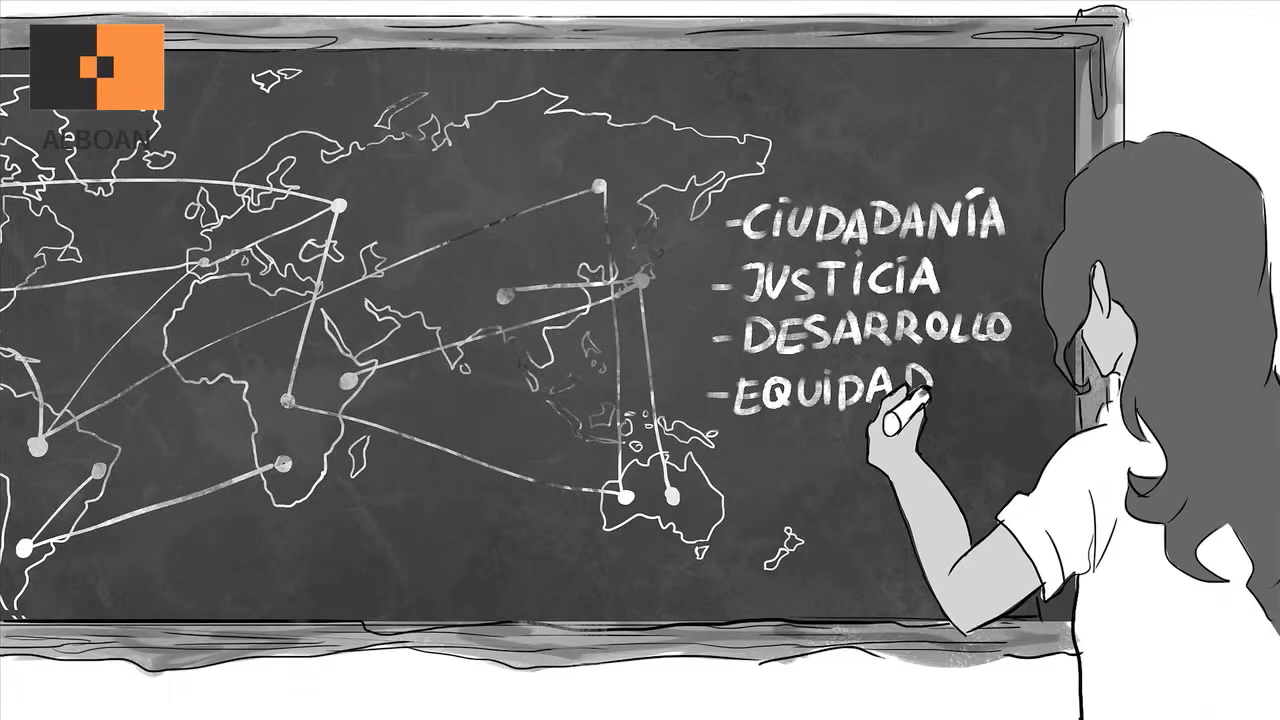 ALBOAN
-CIUDADANÍA
-JUSTICIA
-DESARROLLO
-EQUIDAD